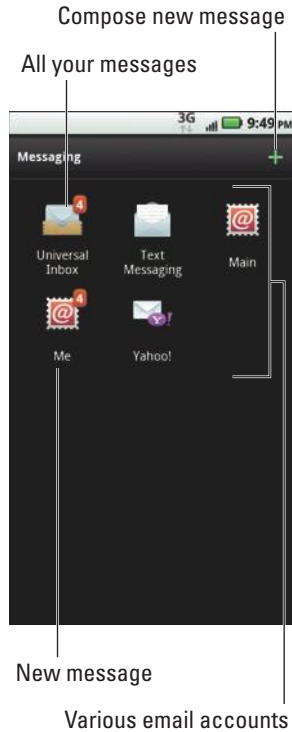 Compose new message
All your messages
3G 9:49 PM
Messaging +
4
Universal
Inbox
Text
Messaging
@
Main
@ 4
Me
Y!
Yahoo!
New message
Various email accounts